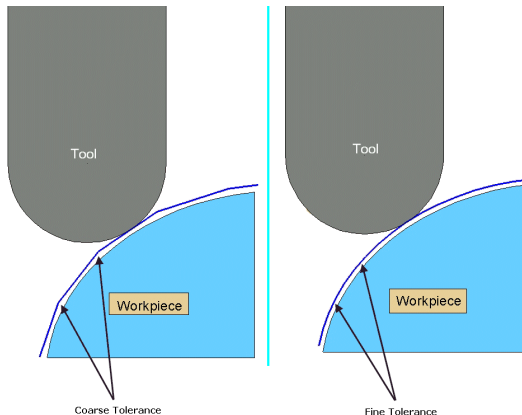 Tool
Workpiece
Coarse Tolerance
Tool
Workpiece
Fine Tolerance